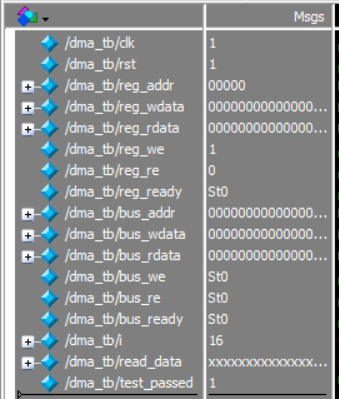 Msgs
/dma_tb/clk 1
/dma_tb/rst 1
/dma_tb/reg_addr 00000
/dma_tb/reg_wdata 00000000000000...
/dma_tb/reg_rdata 00000000000000...
/dma_tb/reg_we 1
/dma_tb/reg_re 0
/dma_tb/reg_ready St0
/dma_tb/bus_addr 00000000000000...
/dma_tb/bus_wdata 00000000000000...
/dma_tb/bus_rdata 00000000000000...
/dma_tb/bus_we St0
/dma_tb/bus_re St0
/dma_tb/bus_ready St0
/dma_tb/i 16
/dma_tb/read_data xxxxxxxxxxxxxx...
/dma_tb/test_passed 1